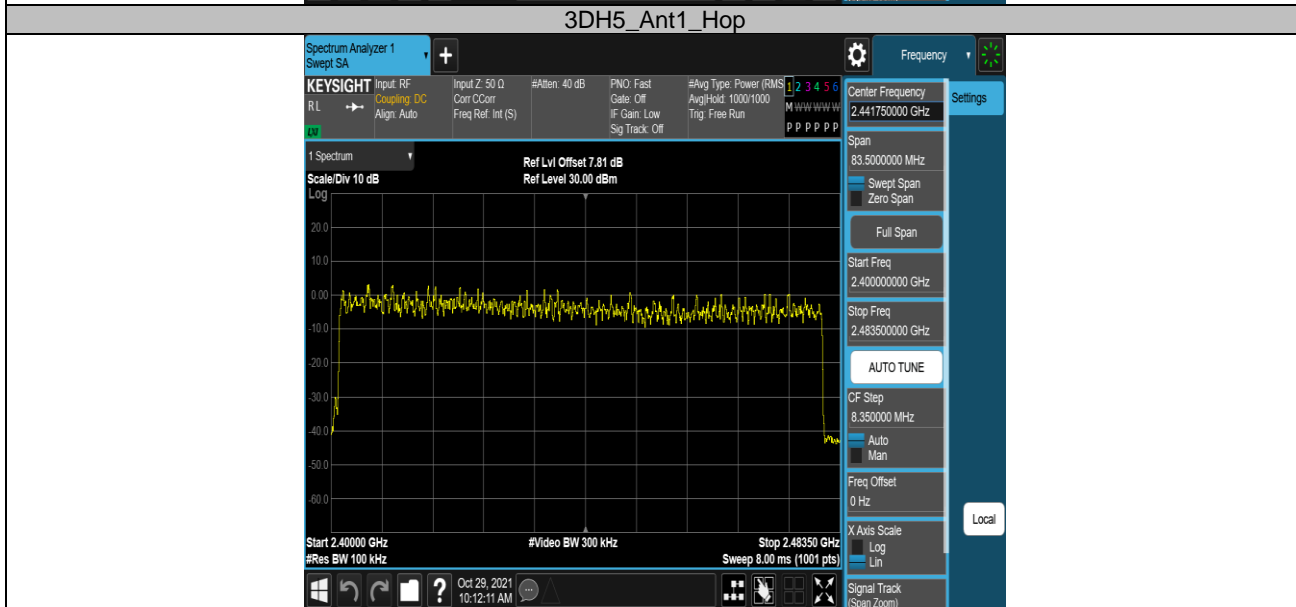 3DH5_Ant1_Hop
Spectrum Analyzer 1
Swept SA
+
Frequency
KEYSIGHT
RL
LXI
Input: RF
Coupling: DC
Align: Auto
Input Z: 50 Ω
Corr CCorr
Freq Ref: Int (S)
#Atten: 40 dB
PNO: Fast
Gate: Off
IF Gain: Low
Sig Track: Off
#Avg Type: Power (RMS
Avg|Hold: 1000/1000
Trig: Free Run
1 2 3 4 5 6
M W W W W W
P P P P P P
1 Spectrum
Scale/Div 10 dB
Log
Ref Lvl Offset 7.81 dB
Ref Level 30.00 dBm
20.0
10.0
0.00
-10.0
-20.0
-30.0
-40.0
-50.0
-60.0
Start 2.40000 GHz
#Res BW 100 kHz
#Video BW 300 kHz
Stop 2.48350 GHz
Sweep 8.00 ms (1001 pts)
?
Oct 29, 2021
10:12:11 AM
Center Frequency
2.441750000 GHz
Settings
Span
83.5000000 MHz
Swept Span
Zero Span
Full Span
Start Freq
2.400000000 GHz
Stop Freq
2.483500000 GHz
AUTO TUNE
CF Step
8.350000 MHz
Auto
Man
Freq Offset
0 Hz
X Axis Scale
Log
Lin
Signal Track
(Span Zoom)
Local